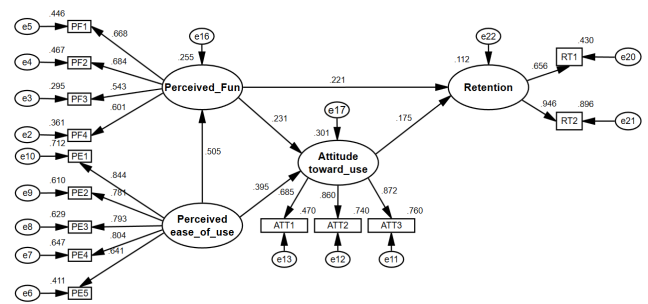 .446
e5
PF1
.668
e16
e22
.467
.255
.112
.430
e4
PF2
.684
.656
RT1
e20
.295
e3
PF3
.543
Perceived_Fun
.221
Retention
.361
.601
.231
e17
.175
.946
.896
e2
PF4
RT2
e21
e10
.712
.301
PE1
.844
.505
Attitude
toward_use
.610
e9
PE2
.781
.395
.685
.860
.872
.629
.470
.740
.760
e8
PE3
.793
Perceived
ease_of_use
ATT1
ATT2
ATT3
.647
.804
e7
PE4
.641
e13
e12
e11
.411
e6
PE5